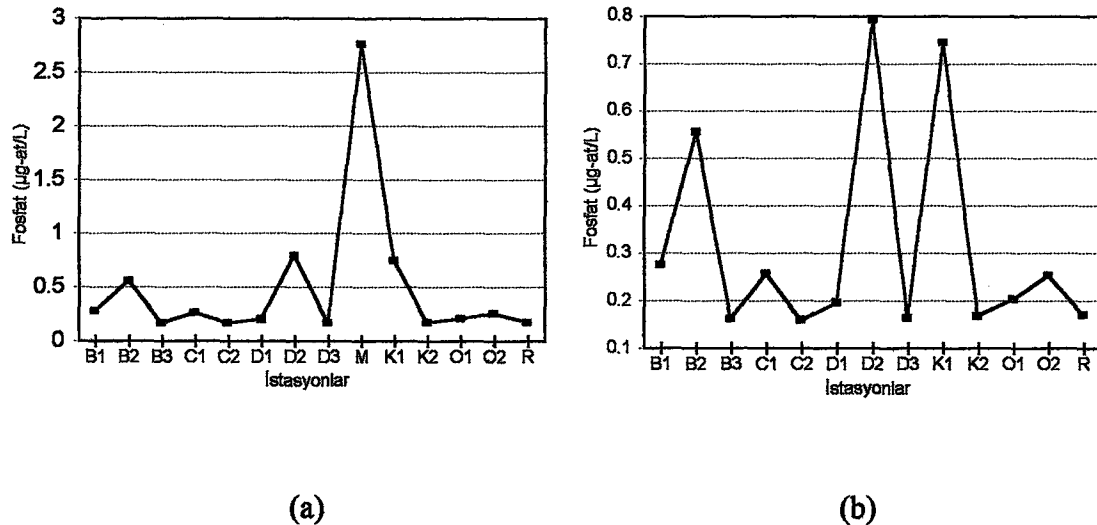 3
2.5
2
1.5
1
0.5
0
Fosfat (µg-at/L)
B1 B2 B3 C1 C2 D1 D2 D3 M K1 K2 O1 O2 R
İstasyonlar
(a)
0.8
0.7
0.6
0.5
0.4
0.3
0.2
0.1
Fosfat (µg-at/L)
B1 B2 B3 C1 C2 D1 D2 D3 K1 K2 O1 O2 R
İstasyonlar
(b)